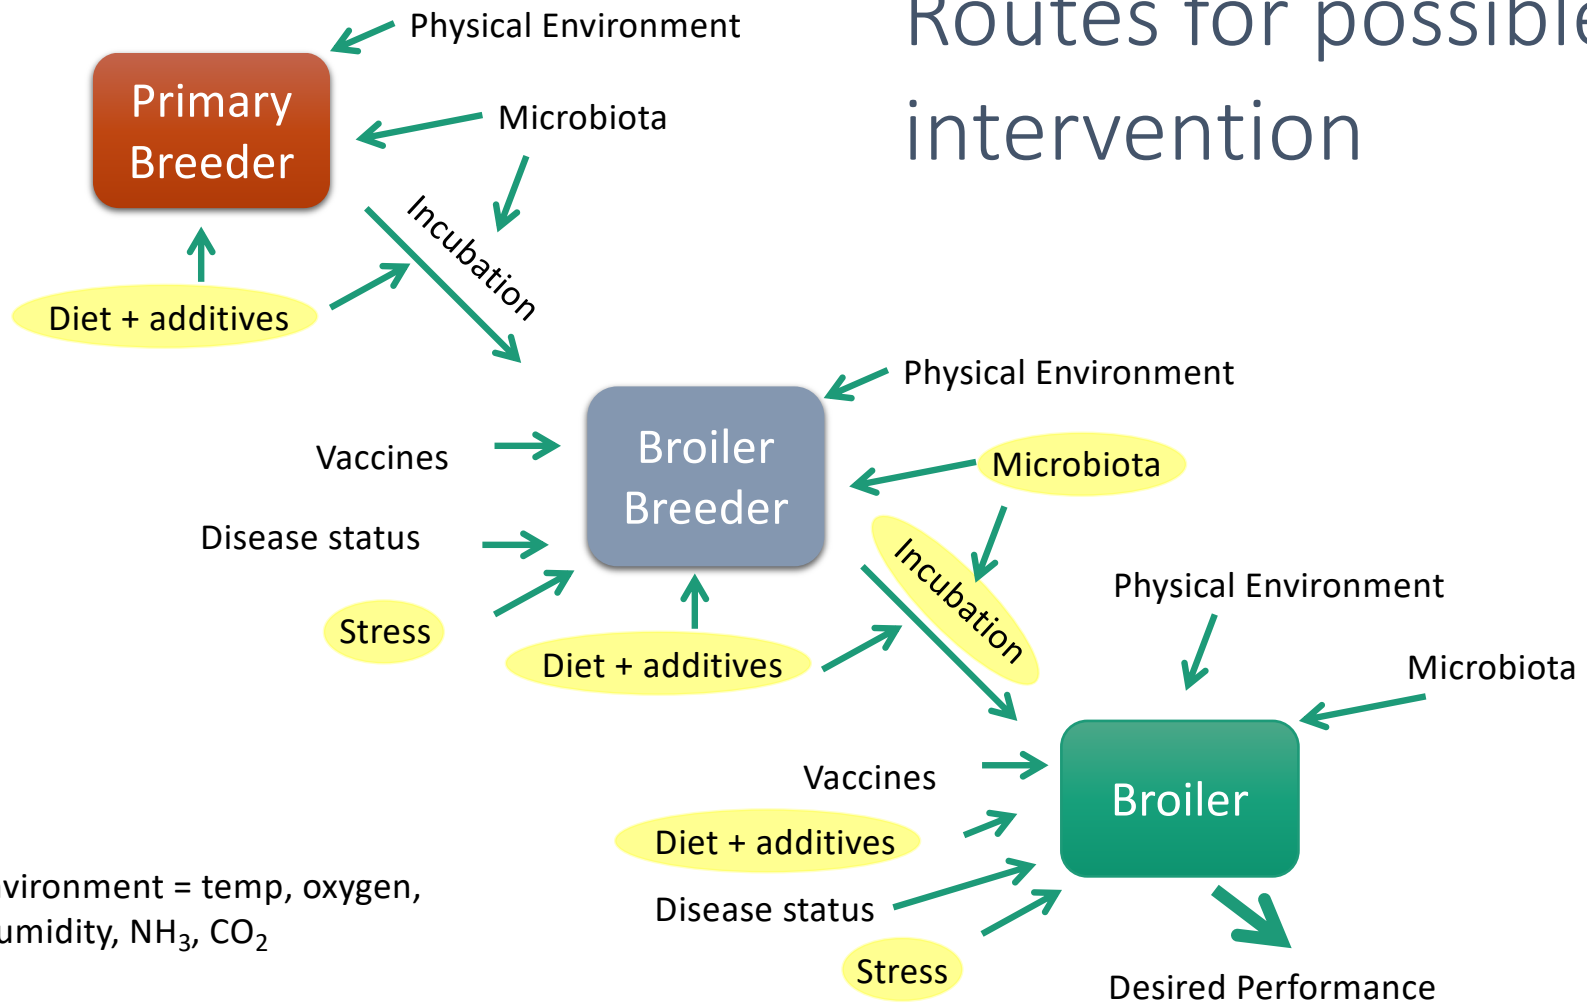 Routes for possible
intervention
Physical Environment
Primary
Breeder
Microbiota
Incubation
Diet + additives
Physical Environment
Broiler
Breeder
Vaccines
Microbiota
Disease status
Incubation
Stress
Diet + additives
Physical Environment
Microbiota
Vaccines
Broiler
Diet + additives
Disease status
Stress
Desired Performance
vironment = temp, oxygen,
umidity, NH₃, CO₂